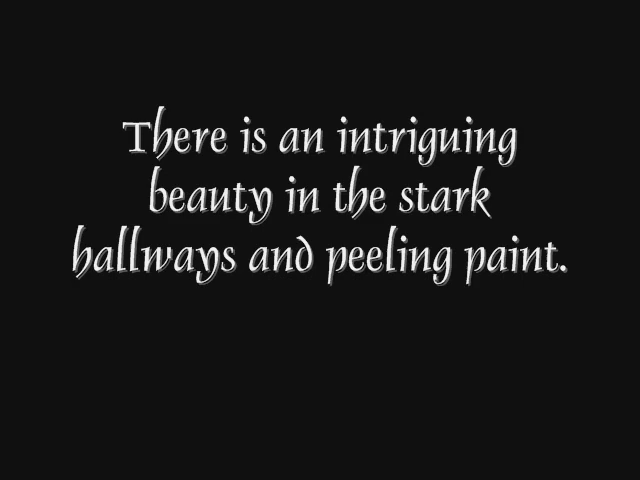 There is an intriguing
beauty in the stark
hallways and peeling paint.